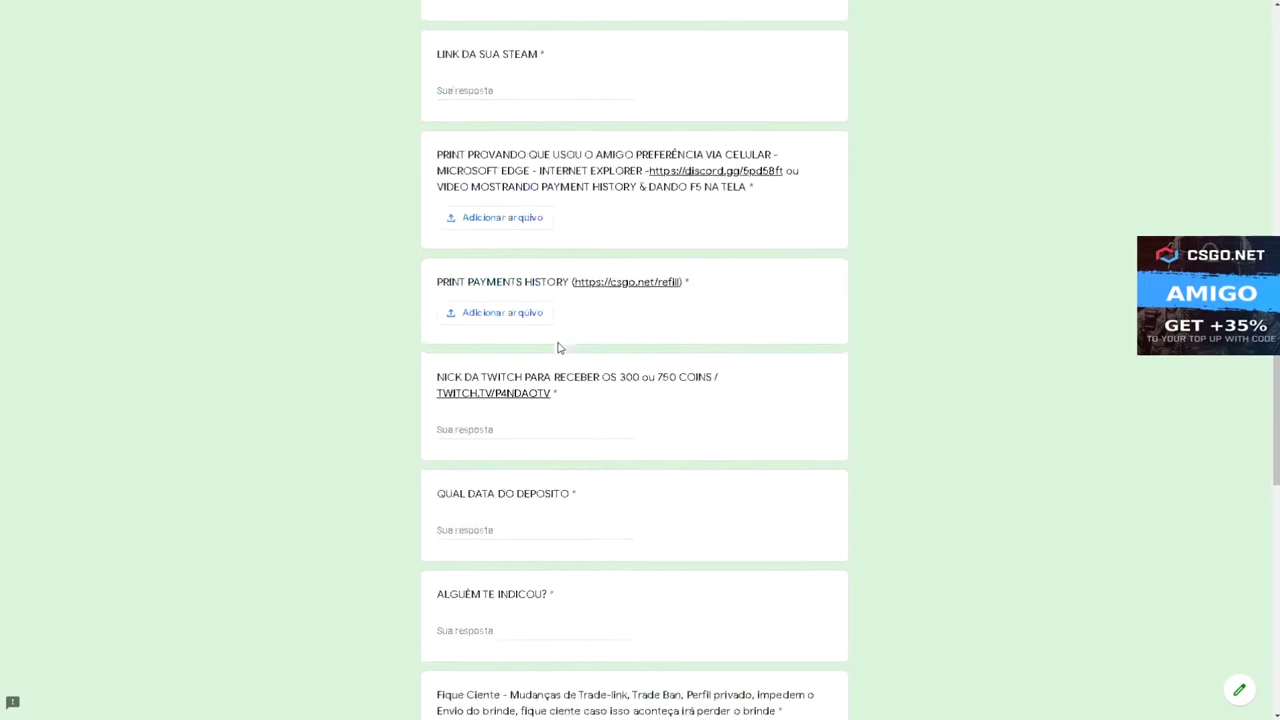 LINK DA SUA STEAM *
Sua resposta
PRINT PROVANDO QUE USOU O AMIGO PREFERÊNCIA VIA CELULAR -
MICROSOFT EDGE - INTERNET EXPLORER -https://discord.gg/5pd58ft ou
VIDEO MOSTRANDO PAYMENT HISTORY & DANDO F5 NA TELA *
Adicionar arquivo
PRINT PAYMENTS HISTORY (https://csgo.net/refill) *
Adicionar arquivo
NICK DA TWITCH PARA RECEBER OS 300 ou 750 COINS /
TWITCH.TV/P4NDAOTV *
Sua resposta
QUAL DATA DO DEPOSITO *
Sua resposta
ALGUÉM TE INDICOU? *
Sua resposta
Fique Ciente - Mudanças de Trade-link, Trade Ban, Perfil privado, impedem o
Envio do brinde, fique ciente caso isso aconteça irá perder o brinde *
CSGO.NET
AMIGO
GET +35%
TO YOUR TOP UP WITH CODE